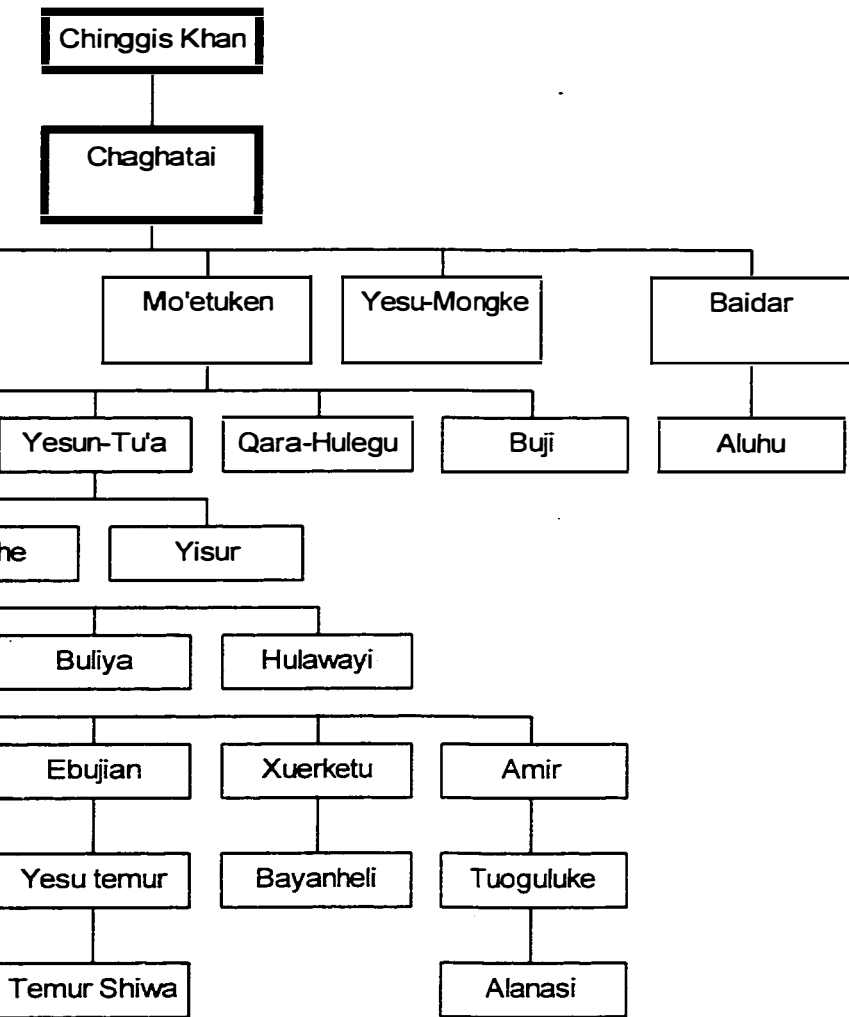 Chinggis Khan
Chaghatai
Mo'etuken Yesu-Mongke Baidar
Yesun-Tu'a Qara-Hulegu Buji Aluhu
he Yisur
Buliya Hulawayi
Ebujian Xuerketu Amir
Yesu temur Bayanheli Tuoguluke
Temur Shiwa Alanasi